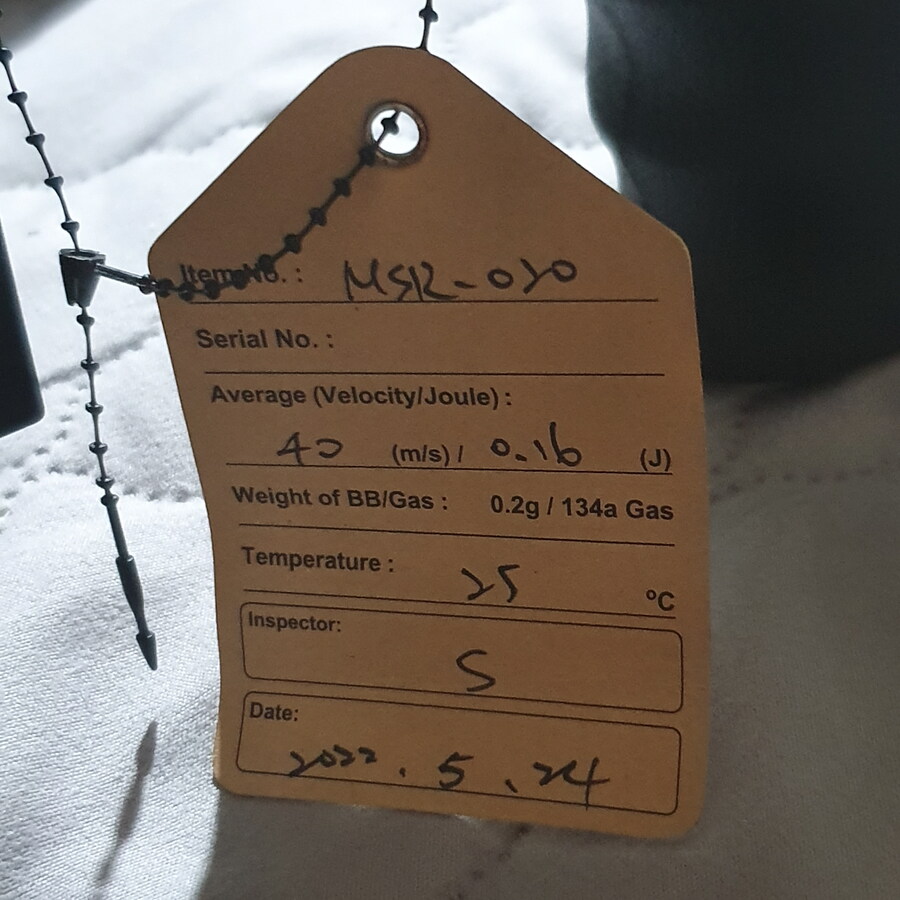 Item No. : MSR-020
Serial No. :
Average (Velocity/Joule) :
40 (m/s) / 0.16 (J)
Weight of BB/Gas : 0.2g / 134a Gas
Temperature :
25 °C
Inspector:
S
Date:
2022 . 5 . 24